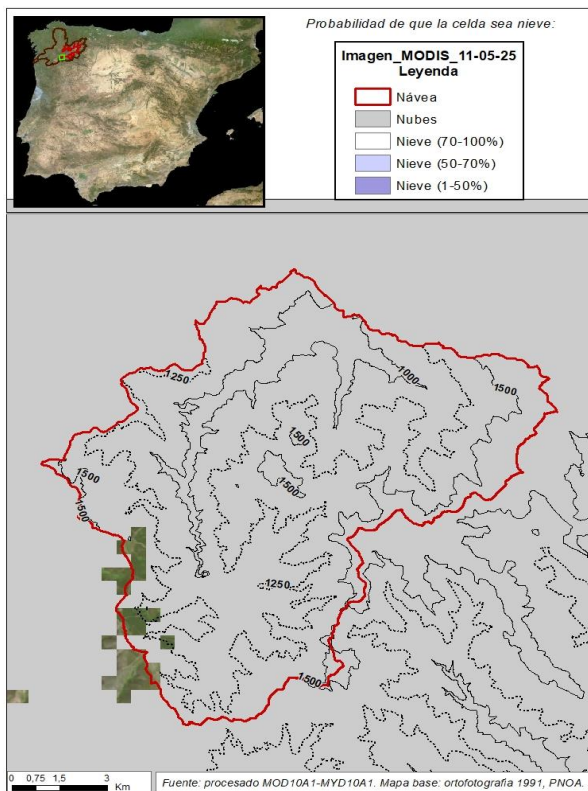 Probabilidad de que la celda sea nieve:
Imagen_MODIS_11-05-25
Leyenda
Návea
Nubes
Nieve (70-100%)
Nieve (50-70%)
Nieve (1-50%)
1250
1000
1500
1500
1500
1500
1500
1250
1500
0 0,75 1,5 3
Km
Fuente: procesado MOD10A1-MYD10A1. Mapa base: ortofotografia 1991, PNOA.